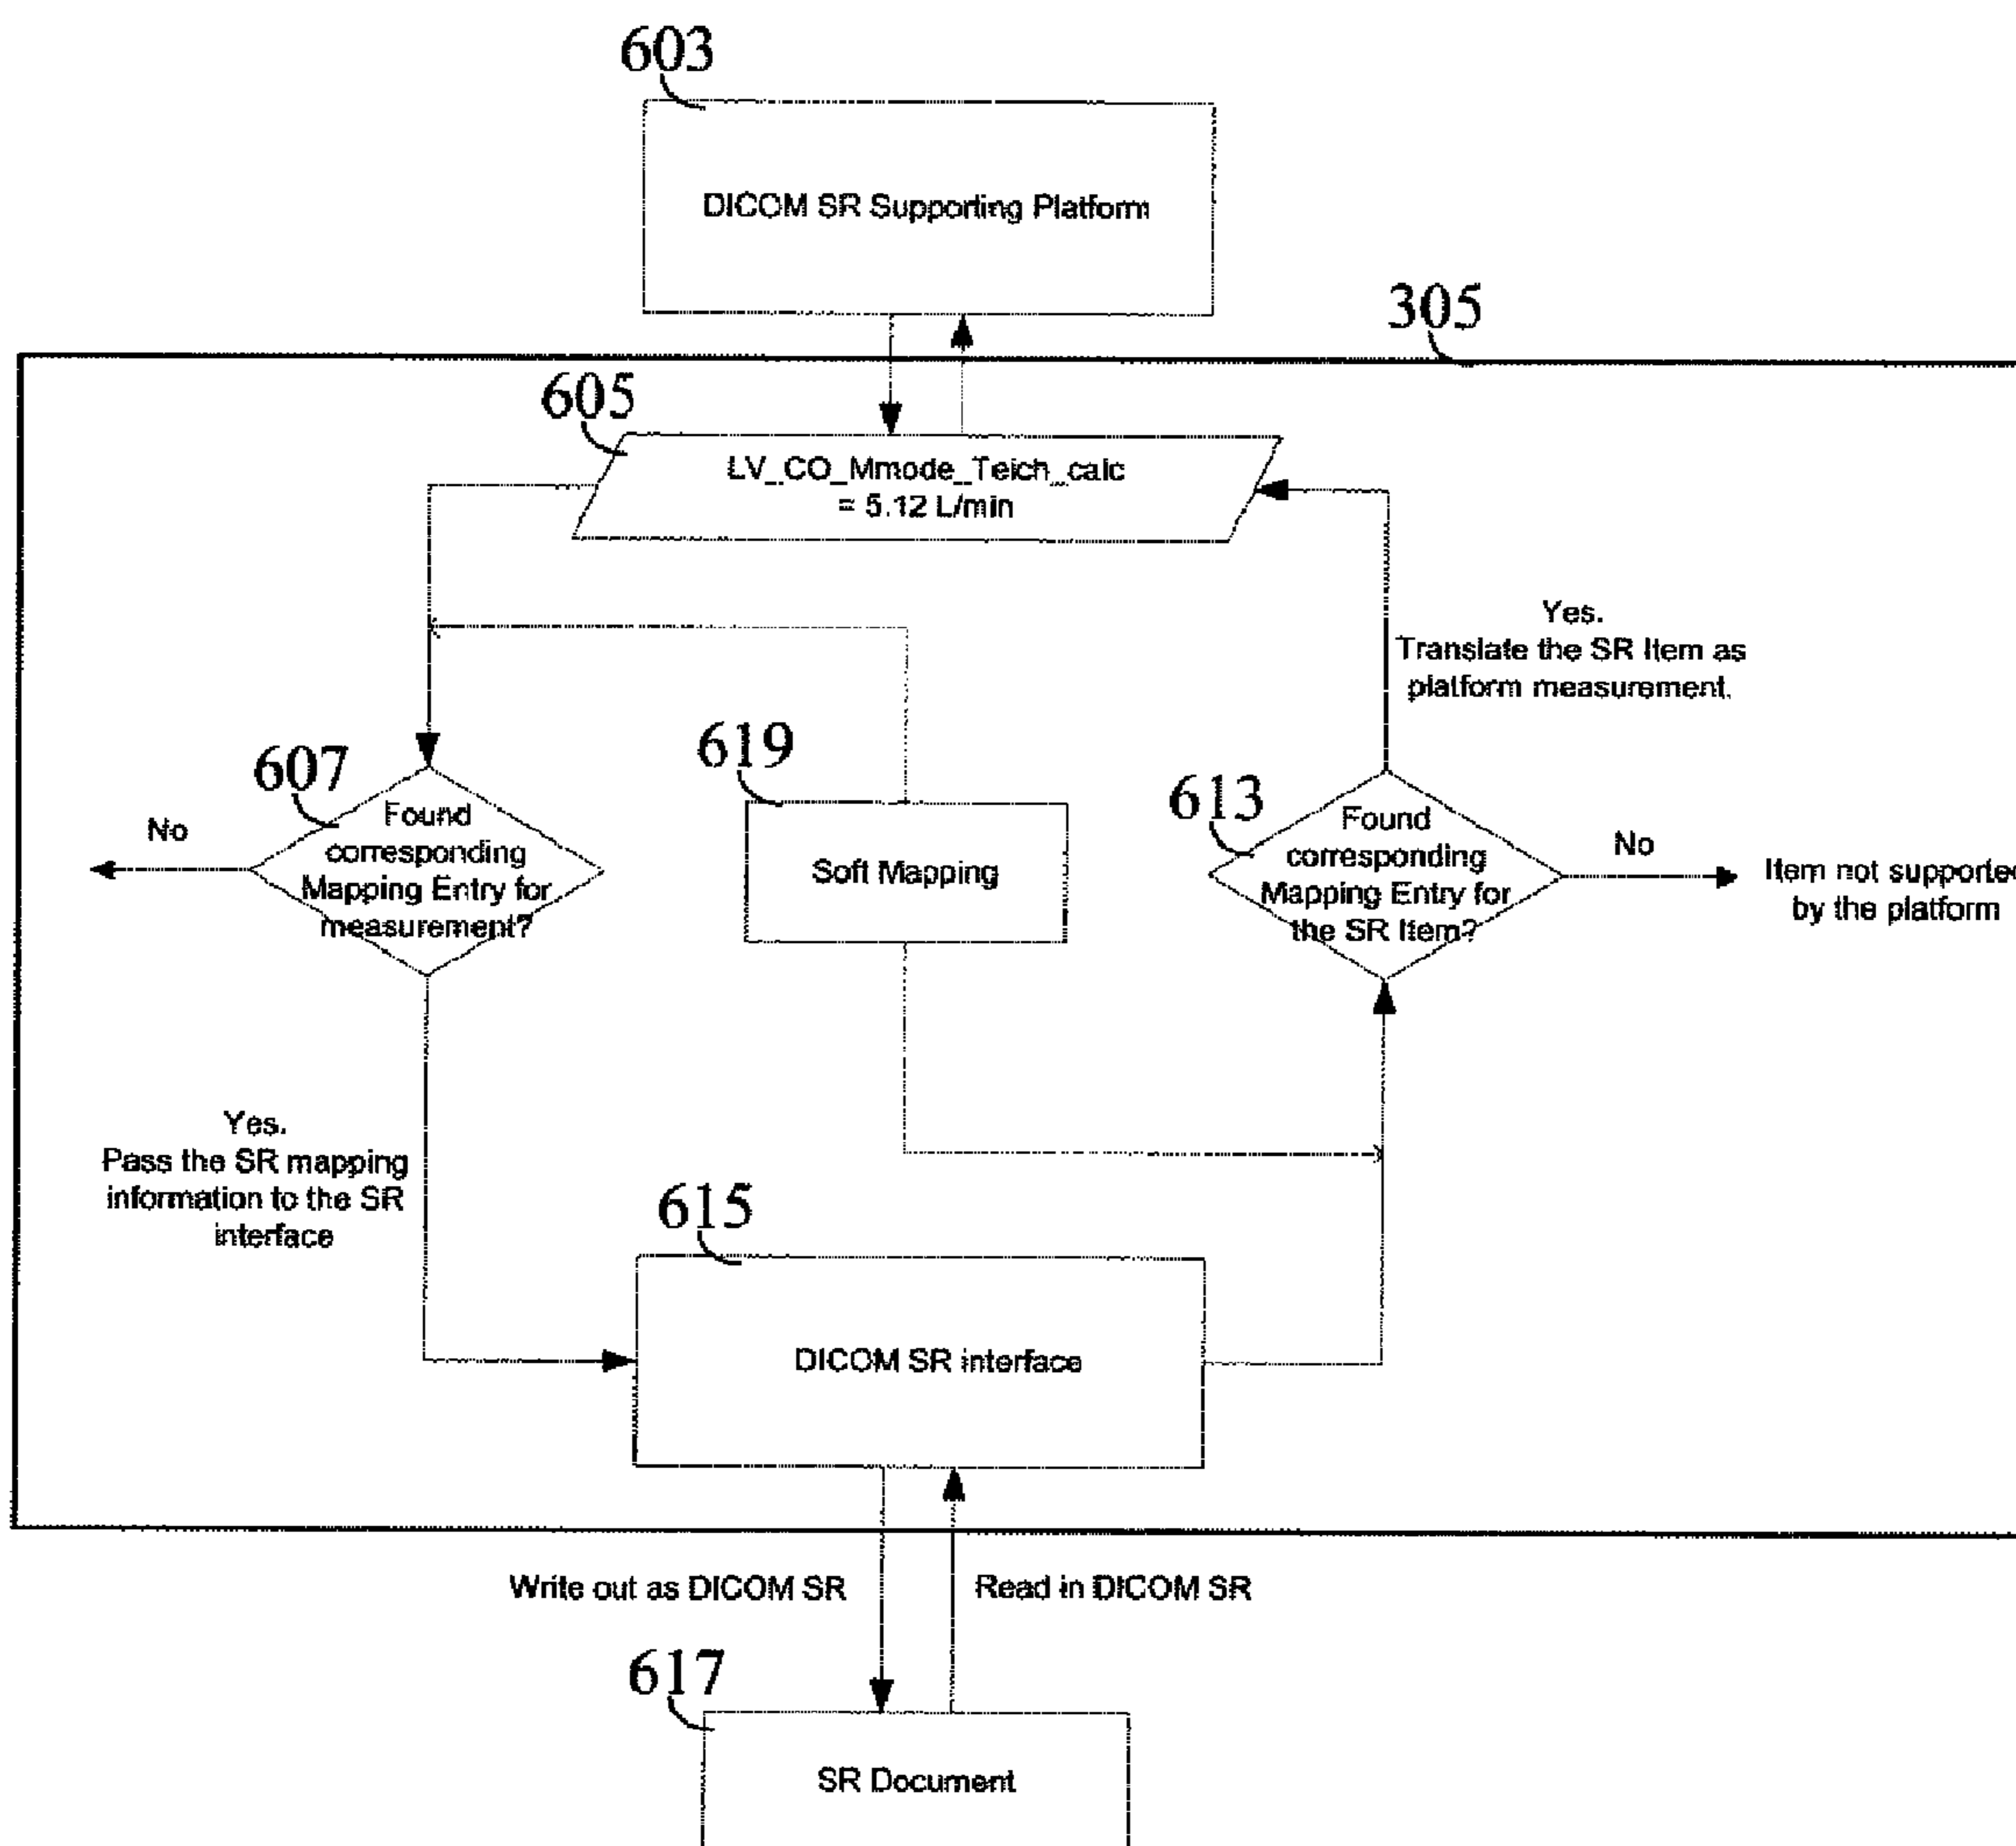 603
DICOM SR Supporting Platform
305
605
LV_CO_Mmode_Teich_calc
= 5.12 L/min
Yes.
Translate the SR Item as
platform measurement.
607
Found
corresponding
Mapping Entry for
measurement?
No
619
Soft Mapping
613
Found
corresponding
Mapping Entry for
the SR Item?
No
Item not supported
by the platform
Yes.
Pass the SR mapping
information to the SR
interface
615
DICOM SR interface
Write out as DICOM SR
Read in DICOM SR
617
SR Document